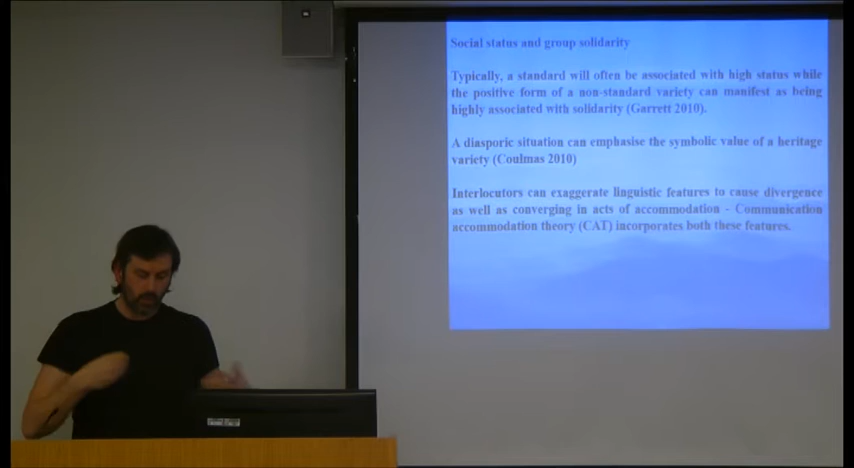 Social status and group solidarity
Typically, a standard will often be associated with high status while
the positive form of a non-standard variety can manifest as being
highly associated with solidarity (Garrett 2010).
A diasporic situation can emphasise the symbolic value of a heritage
variety (Coulmas 2010)
Interlocutors can exaggerate linguistic features to cause divergence
as well as converging in acts of accommodation - Communication
accommodation theory (CAT) incorporates both these features.